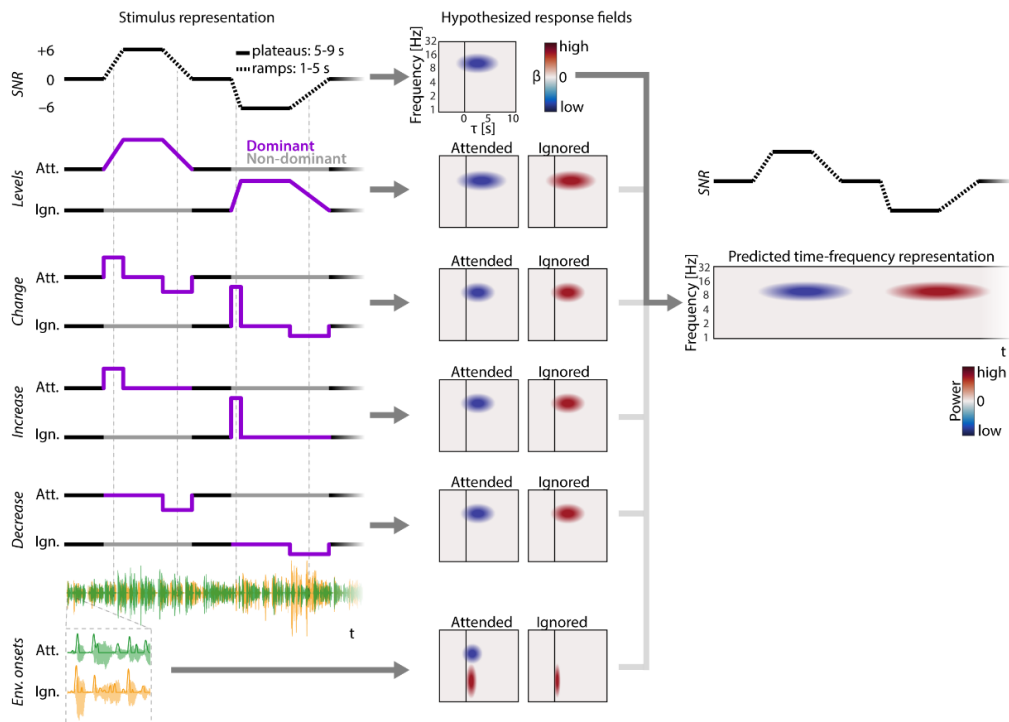 Stimulus representation
Hypothesized response fields
SNR
+6
0
−6
plateaus: 5-9 s
ramps: 1-5 s
Frequency [Hz]
32
16
8
4
2
1
0
5
10
τ [s]
β
high
0
low
Levels
Att.
Ign.
Dominant
Non-dominant
Attended
Ignored
SNR
Change
Att.
Ign.
Attended
Ignored
Predicted time-frequency representation
Frequency [Hz]
32
16
8
4
2
1
t
Power
high
0
low
Increase
Att.
Ign.
Attended
Ignored
Decrease
Att.
Ign.
Attended
Ignored
t
Env. onsets
Att.
Ign.
Attended
Ignored